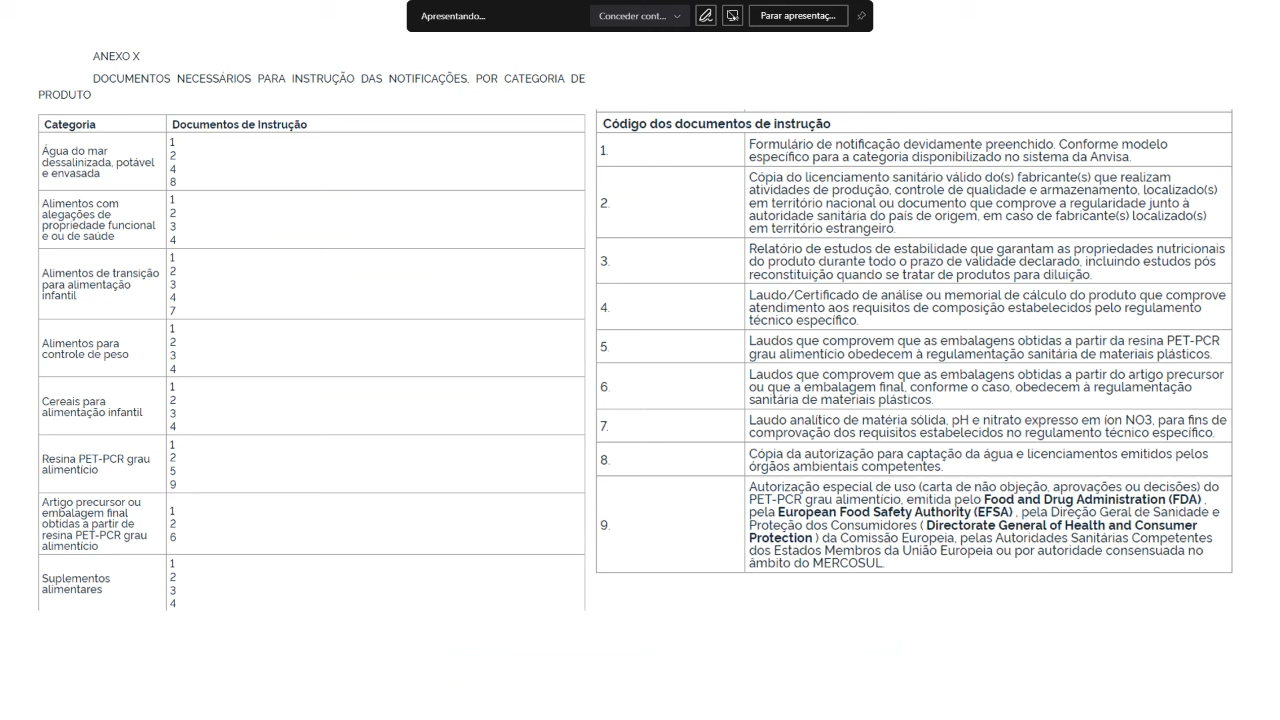 Apresentando...
Conceder cont...
Parar apresentaç...
ANEXO X
DOCUMENTOS NECESSÁRIOS PARA INSTRUÇÃO DAS NOTIFICAÇÕES, POR CATEGORIA DE
PRODUTO
Categoria
Documentos de Instrução
Água do mar
dessalinizada, potável
e envasada
1
2
4
8
Alimentos com
alegações de
propriedade funcional
e ou de saúde
1
2
3
4
Alimentos de transição
para alimentação
infantil
1
2
3
4
7
Alimentos para
controle de peso
1
2
3
4
Cereais para
alimentação infantil
1
2
3
4
Resina PET-PCR grau
alimentício
1
2
5
9
Artigo precursor ou
embalagem final
obtidas a partir de
resina PET-PCR grau
alimentício
1
2
6
Suplementos
alimentares
1
2
3
4
Código dos documentos de instrução
1.
Formulário de notificação devidamente preenchido. Conforme modelo
específico para a categoria disponibilizado no sistema da Anvisa.
2.
Cópia do licenciamento sanitário válido do(s) fabricante(s) que realizam
atividades de produção, controle de qualidade e armazenamento, localizado(s)
em território nacional ou documento que comprove a regularidade junto à
autoridade sanitária do país de origem, em caso de fabricante(s) localizado(s)
em território estrangeiro.
3.
Relatório de estudos de estabilidade que garantam as propriedades nutricionais
do produto durante todo o prazo de validade declarado, incluindo estudos pós
reconstituição quando se tratar de produtos para diluição.
4.
Laudo/Certificado de análise ou memorial de cálculo do produto que comprove
atendimento aos requisitos de composição estabelecidos pelo regulamento
técnico específico.
5.
Laudos que comprovem que as embalagens obtidas a partir da resina PET-PCR
grau alimentício obedecem à regulamentação sanitária de materiais plásticos.
6.
Laudos que comprovem que as embalagens obtidas a partir do artigo precursor
ou que a embalagem final, conforme o caso, obedecem à regulamentação
sanitária de materiais plásticos.
7.
Laudo analítico de matéria sólida, pH e nitrato expresso em íon NO3, para fins de
comprovação dos requisitos estabelecidos no regulamento técnico específico.
8.
Cópia da autorização para captação da água e licenciamentos emitidos pelos
órgãos ambientais competentes.
9.
Autorização especial de uso (carta de não objeção, aprovações ou decisões) do
PET-PCR grau alimentício, emitida pelo Food and Drug Administration (FDA) ,
pela European Food Safety Authority (EFSA) , pela Direção Geral de Sanidade e
Proteção dos Consumidores ( Directorate General of Health and Consumer
Protection ) da Comissão Europeia, pelas Autoridades Sanitárias Competentes
dos Estados Membros da União Europeia ou por autoridade consensuada no
âmbito do MERCOSUL.